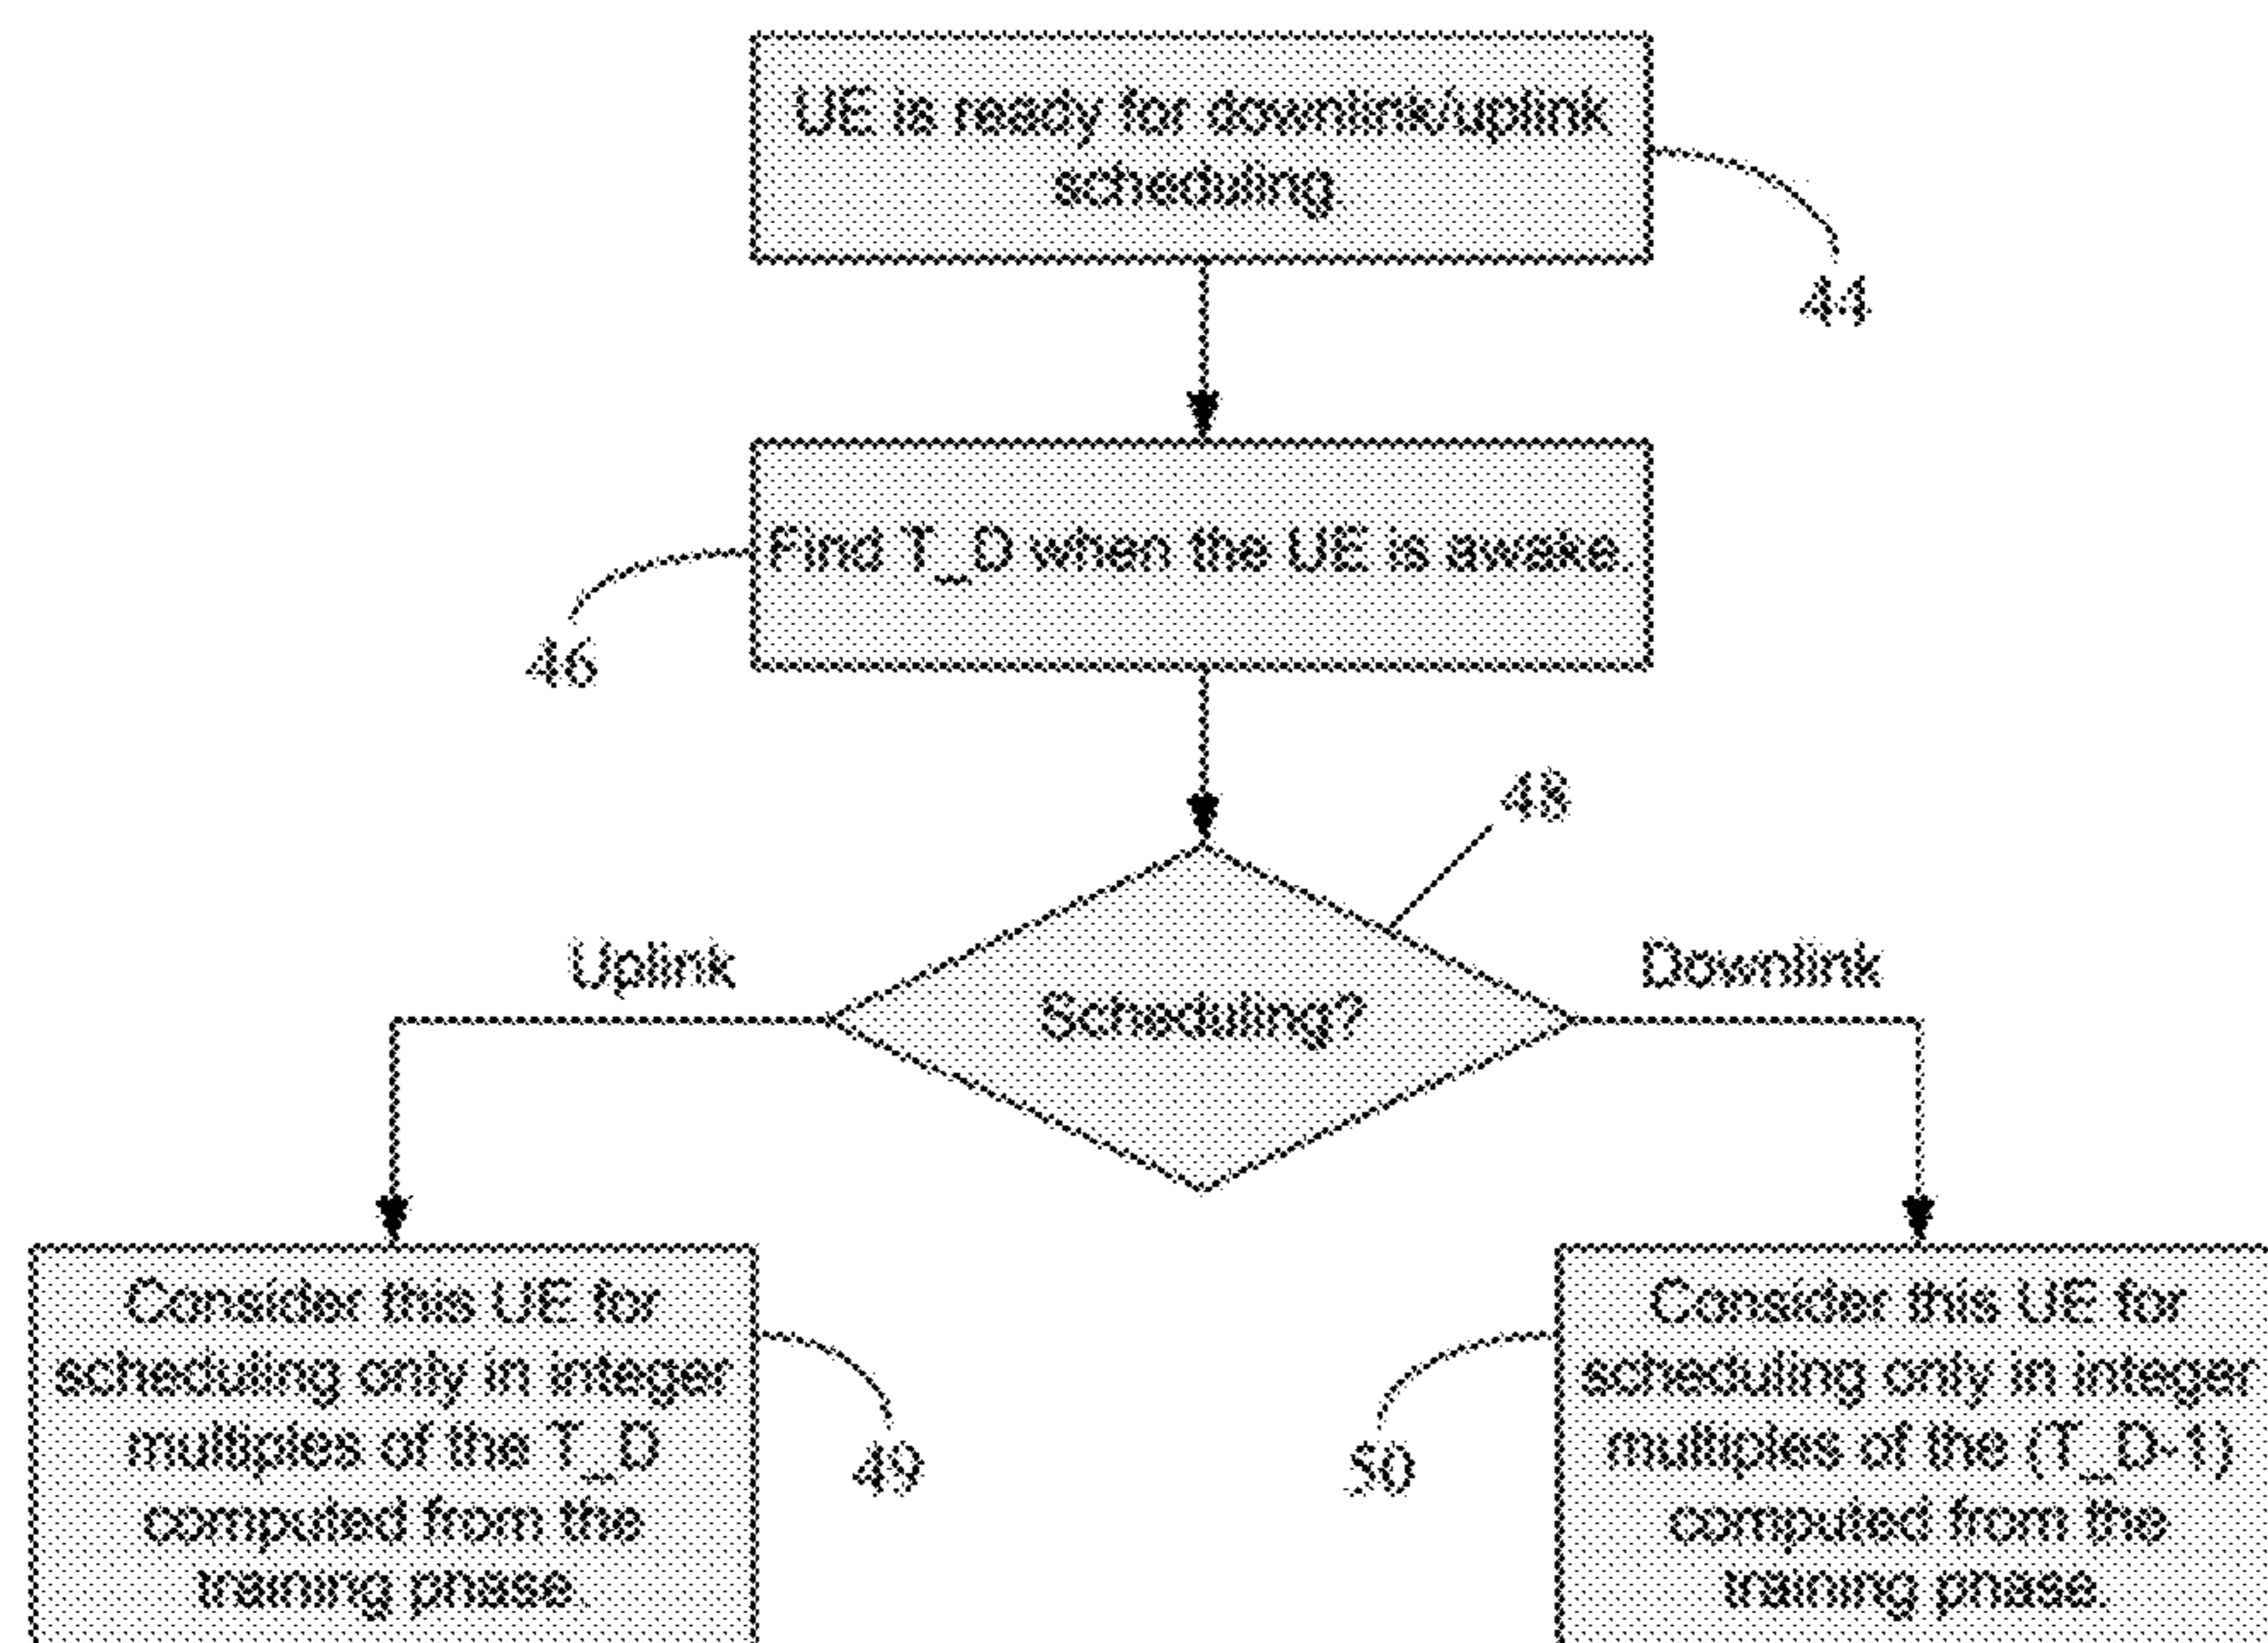 UE is ready for downlink/uplink
scheduling
44
Find T_D when the UE is awake.
46
48
Uplink
Downlink
Scheduling?
Consider this UE for
scheduling only in integer
multiples of the T_D
computed from the
training phase.
49
50
Consider this UE for
scheduling only in integer
multiples of the (T_D-1)
computed from the
training phase.